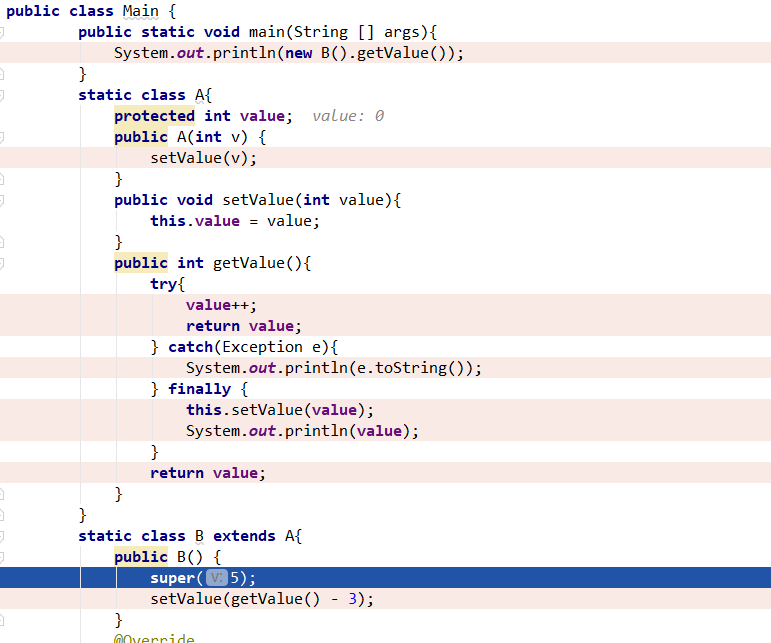 public class Main {
public static void main(String [] args){
System.out.println(new B().getValue());
}
static class A{
protected int value;  value: 0
public A(int v) {
setValue(v);
}
public void setValue(int value){
this.value = value;
}
public int getValue(){
try{
value++;
return value;
} catch(Exception e){
System.out.println(e.toString());
} finally {
this.setValue(value);
System.out.println(value);
}
return value;
}
}
static class B extends A{
public B() {
super( v: 5);
setValue(getValue() - 3);
}
@Override